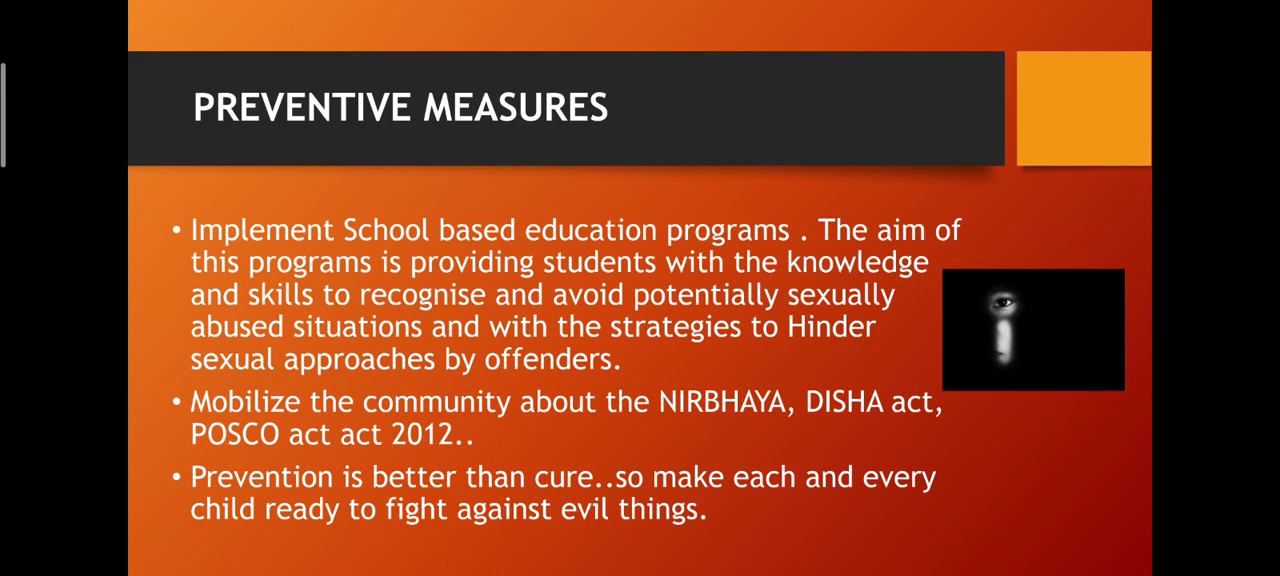 PREVENTIVE MEASURES
• Implement School based education programs . The aim of
this programs is providing students with the knowledge
and skills to recognise and avoid potentially sexually
abused situations and with the strategies to Hinder
sexual approaches by offenders.
• Mobilize the community about the NIRBHAYA, DISHA act,
POSCO act act 2012..
• Prevention is better than cure..so make each and every
child ready to fight against evil things.